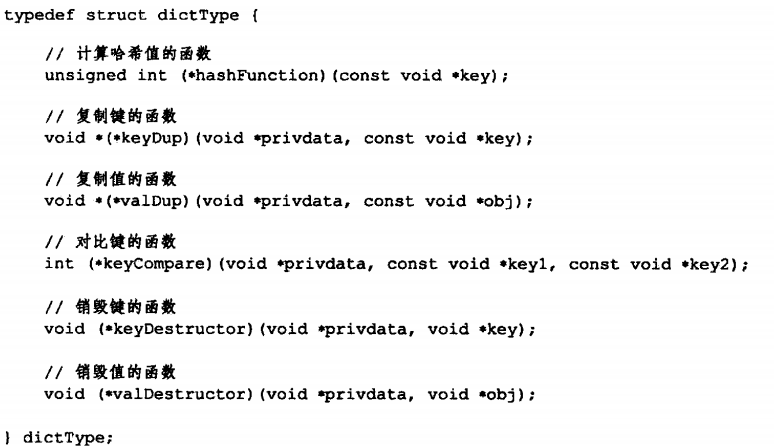 typedef struct dictType {
// 计算哈希值的函数
unsigned int (*hashFunction)(const void *key);
// 复制键的函数
void *(*keyDup)(void *privdata, const void *key);
// 复制值的函数
void *(*valDup)(void *privdata, const void *obj);
// 对比键的函数
int (*keyCompare)(void *privdata, const void *key1, const void *key2);
// 销毁键的函数
void (*keyDestructor)(void *privdata, void *key);
// 销毁值的函数
void (*valDestructor)(void *privdata, void *obj);
} dictType;